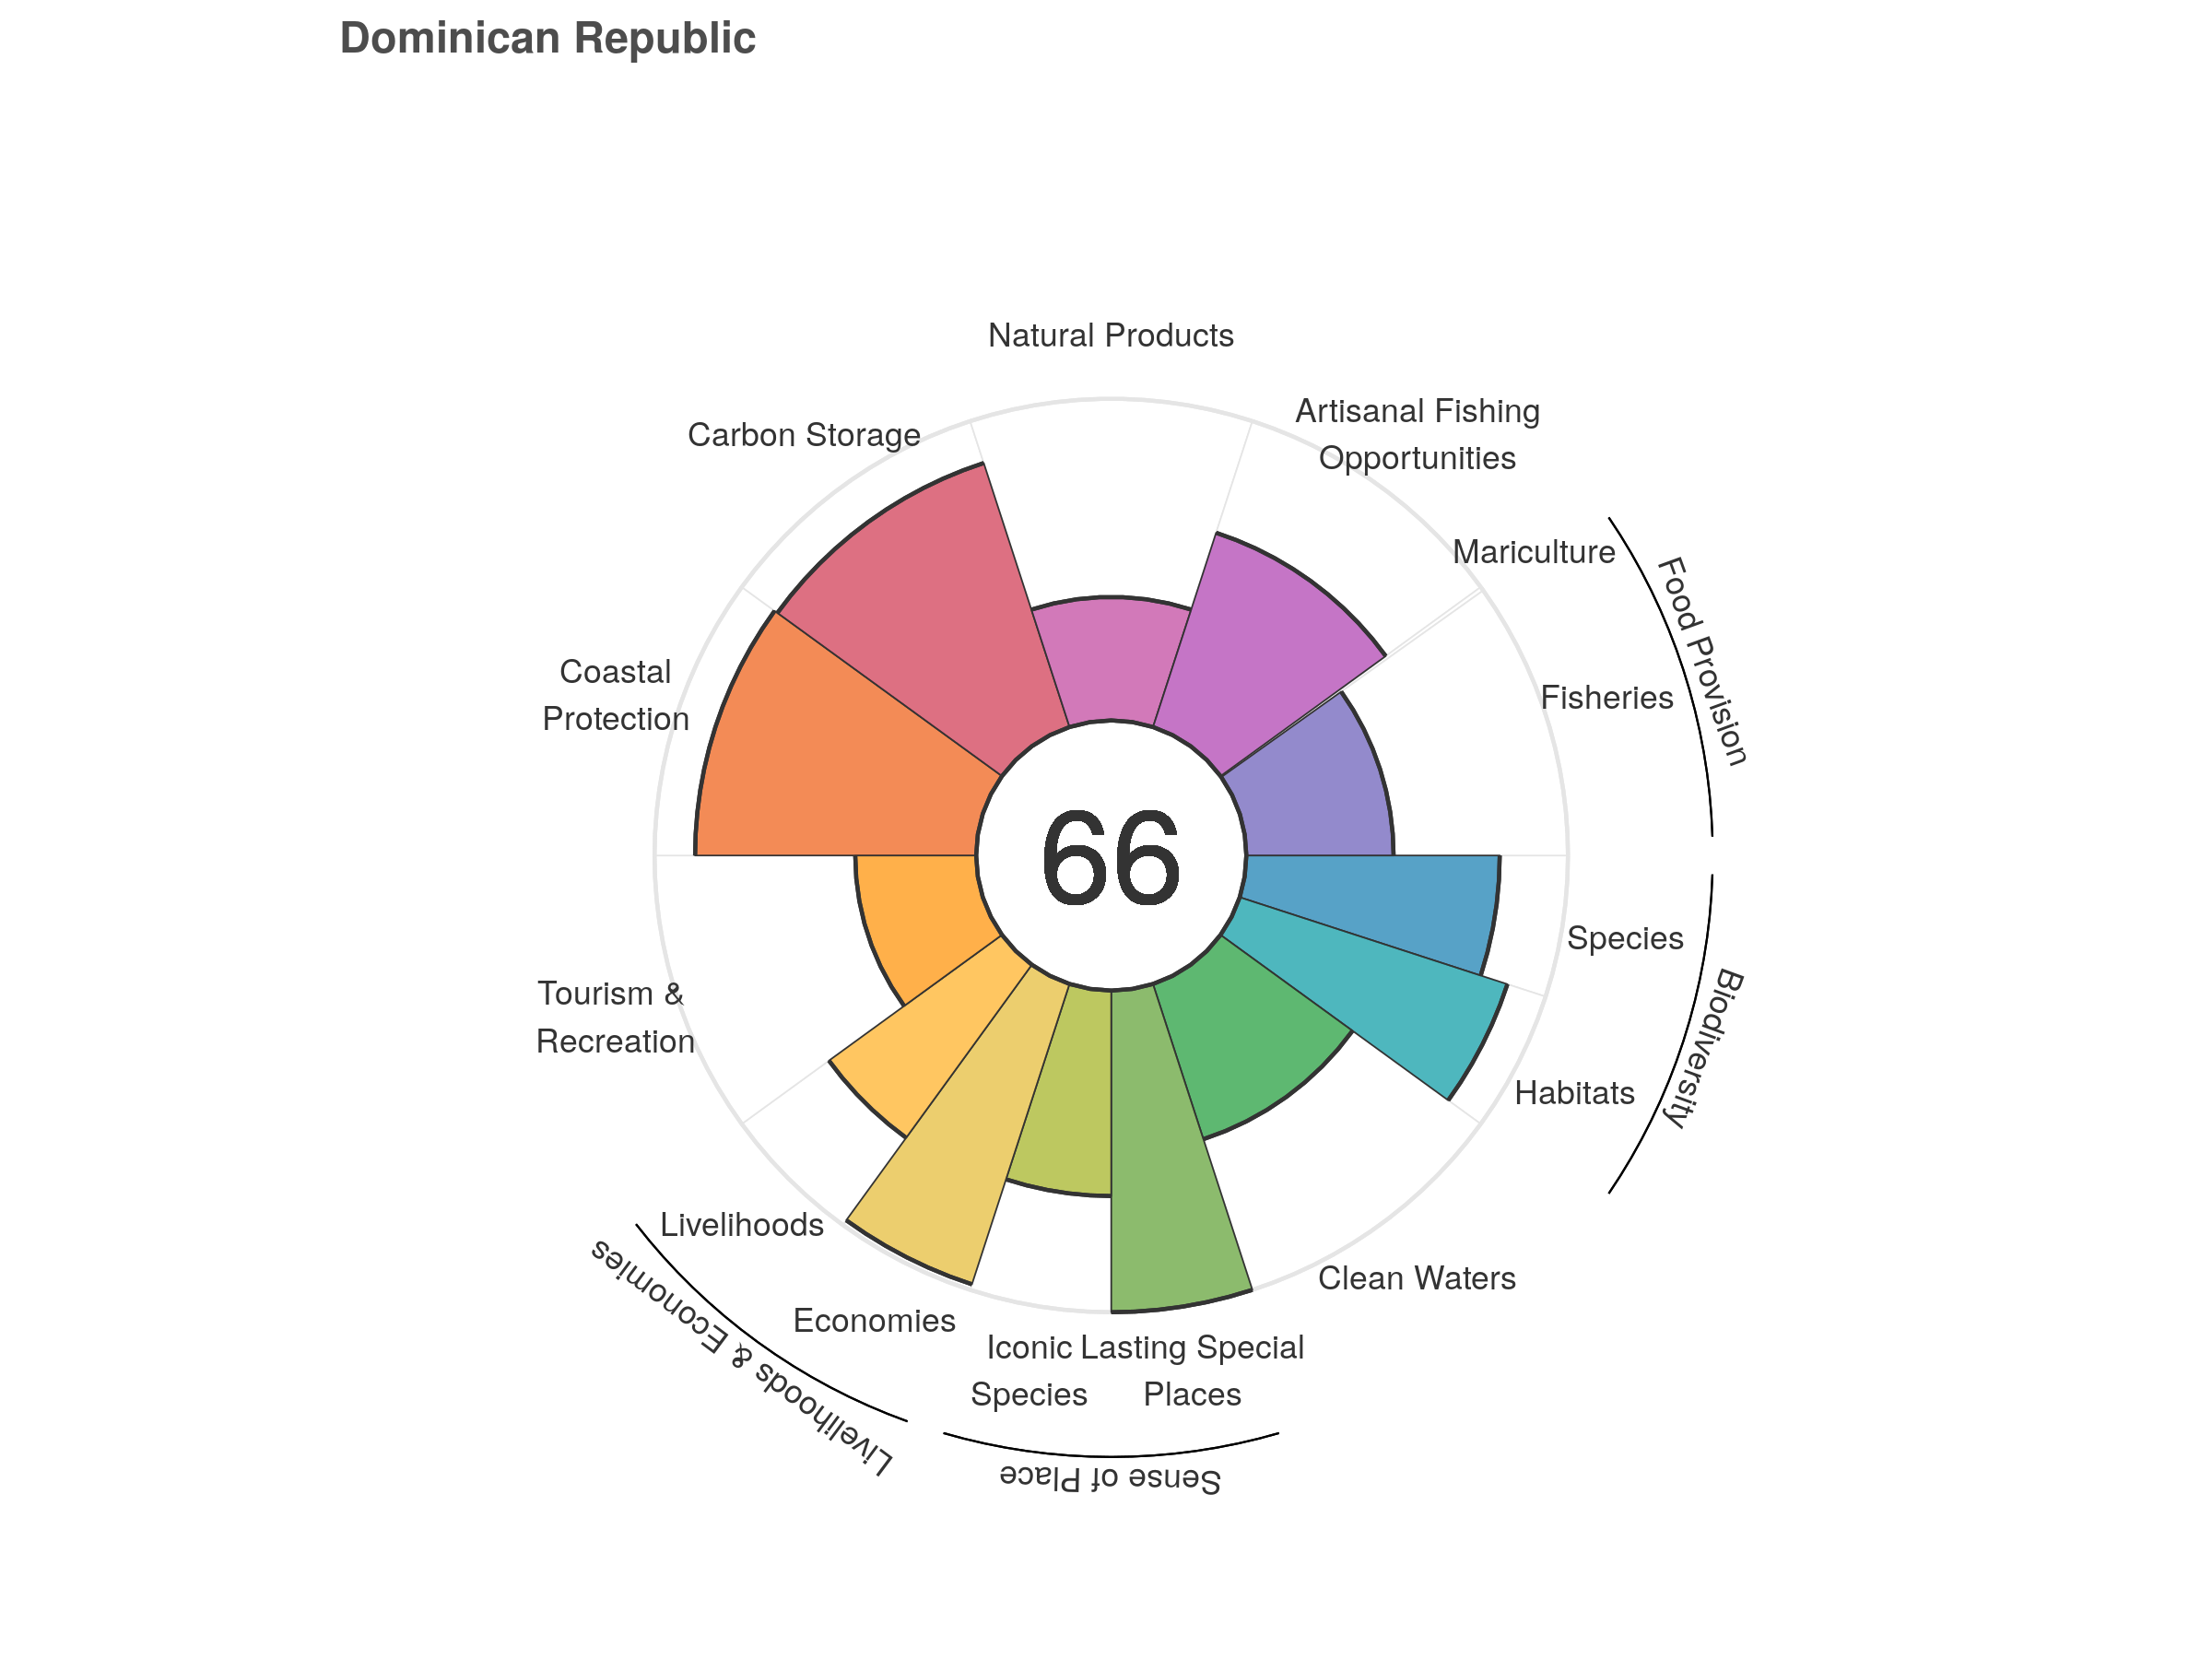 Dominican Republic
Natural Products
Artisanal Fishing
Opportunities
Carbon Storage
Mariculture
Food Provision
Fisheries
Coastal
Protection
66
Species
Biodiversity
Tourism &
Recreation
Habitats
Livelihoods
Clean Waters
Livelihoods & Economies
Economies
Iconic
Species
Lasting Special
Places
Sense of Place